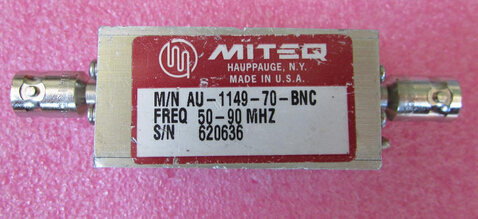 MITEQ
HAUPPAUGE, N.Y.
MADE IN U.S.A.
M/N AU-1149-70-BNC
FREQ 50-90 MHZ
S/N 620636